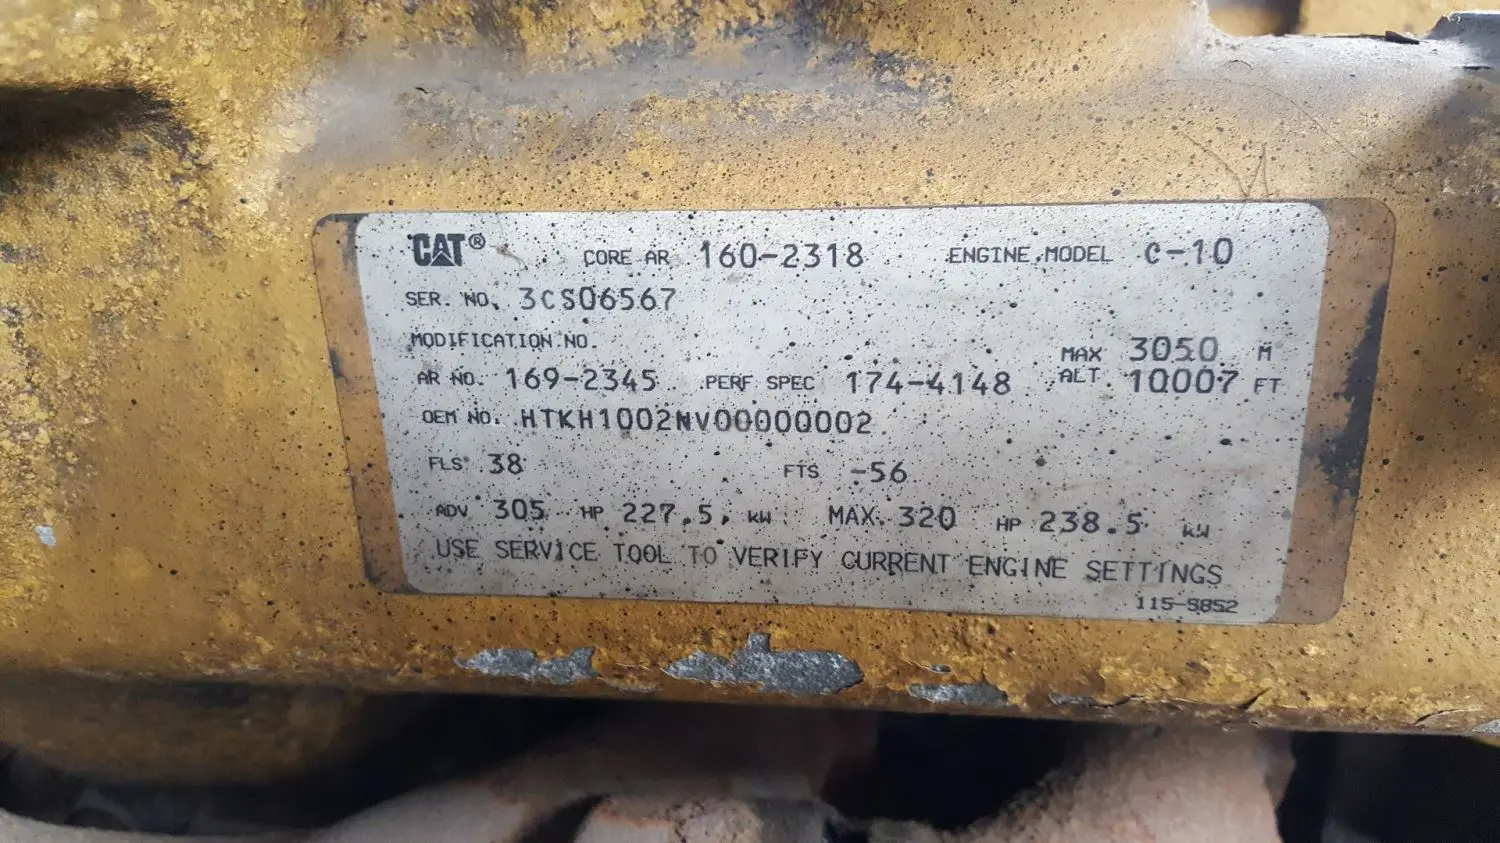 CAT® CORE AR 160-2318 ENGINE MODEL C-10
SER. NO. 3CS06567
MODIFICATION NO.
AR NO. 169-2345 PERF SPEC 174-4148 MAX ALT 3050 M 10007 FT
OEM NO. HTKH1002NV00000002
FLS 38 FTS -56
ADV 305 HP 227.5 kW MAX. 320 HP 238.5 kW
USE SERVICE TOOL TO VERIFY CURRENT ENGINE SETTINGS
115-9852